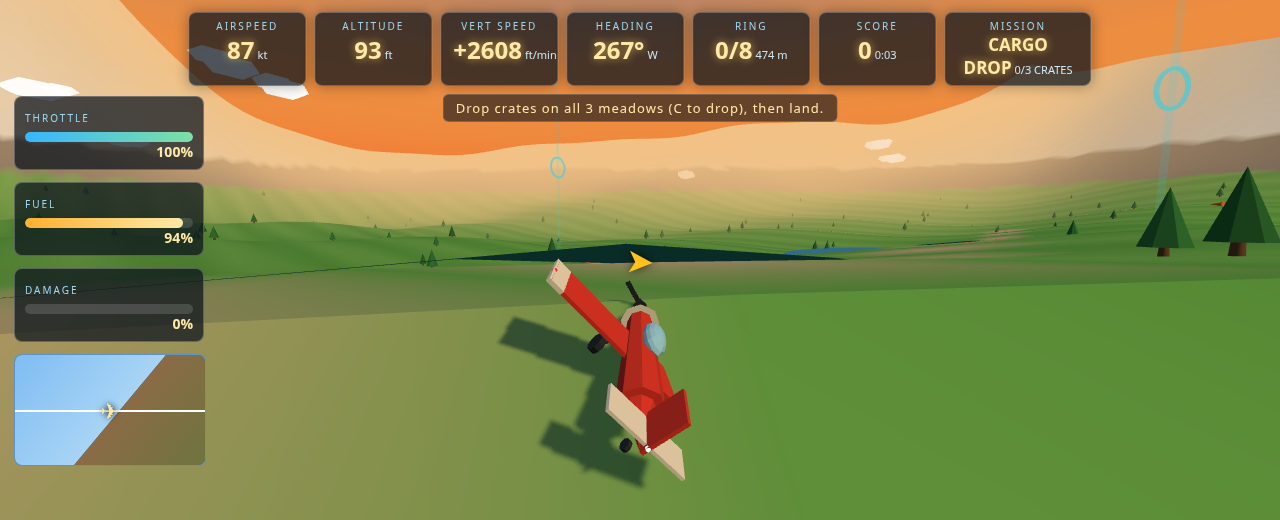 AIRSPEED
87 kt
ALTITUDE
93 ft
VERT SPEED
+2608 ft/min
HEADING
267° W
RING
0/8 474 m
SCORE
0 0:03
MISSION
CARGO
DROP 0/3 CRATES
Drop crates on all 3 meadows (C to drop), then land.
THROTTLE
100%
FUEL
94%
DAMAGE
0%